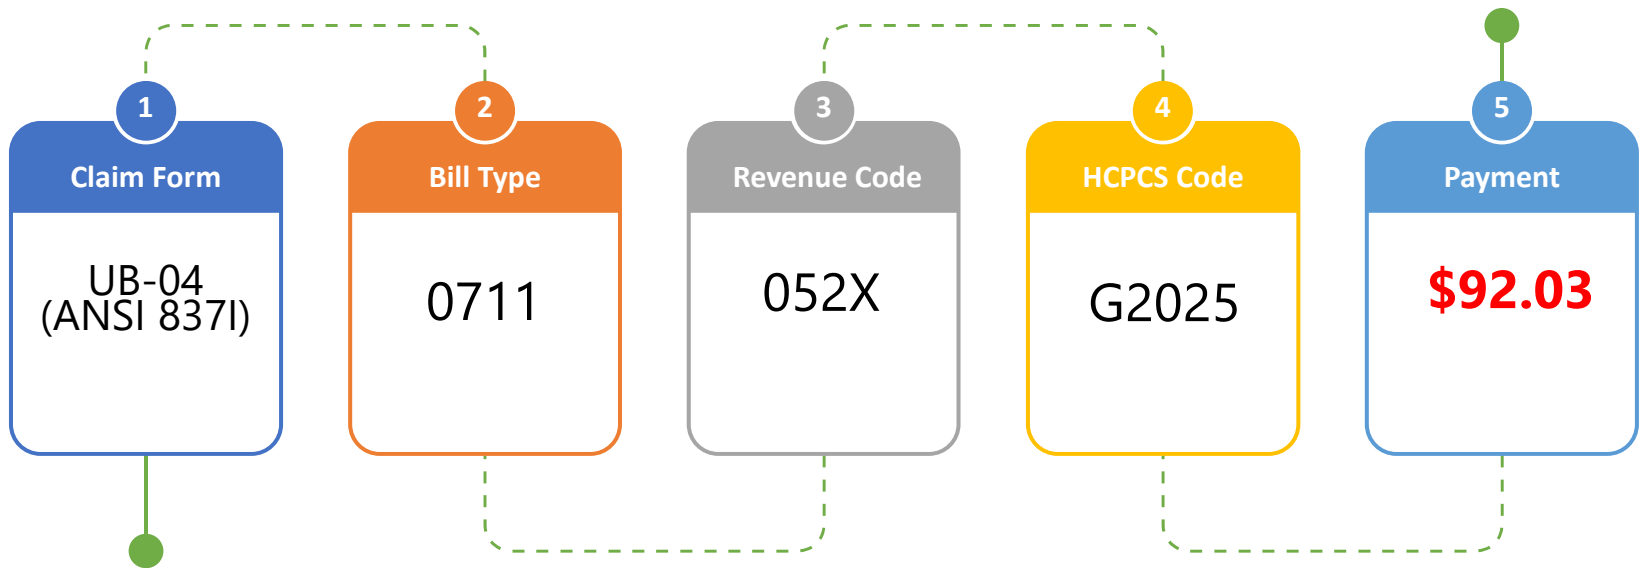 1
Claim Form
UB-04
(ANSI 837I)
2
Bill Type
0711
3
Revenue Code
052X
4
HCPCS Code
G2025
5
Payment
$92.03